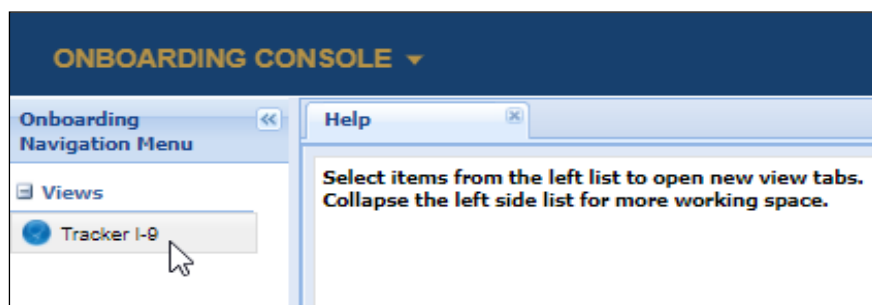 ONBOARDING CONSOLE
Onboarding
Navigation Menu
Views
Tracker I-9
Help
Select items from the left list to open new view tabs.
Collapse the left side list for more working space.